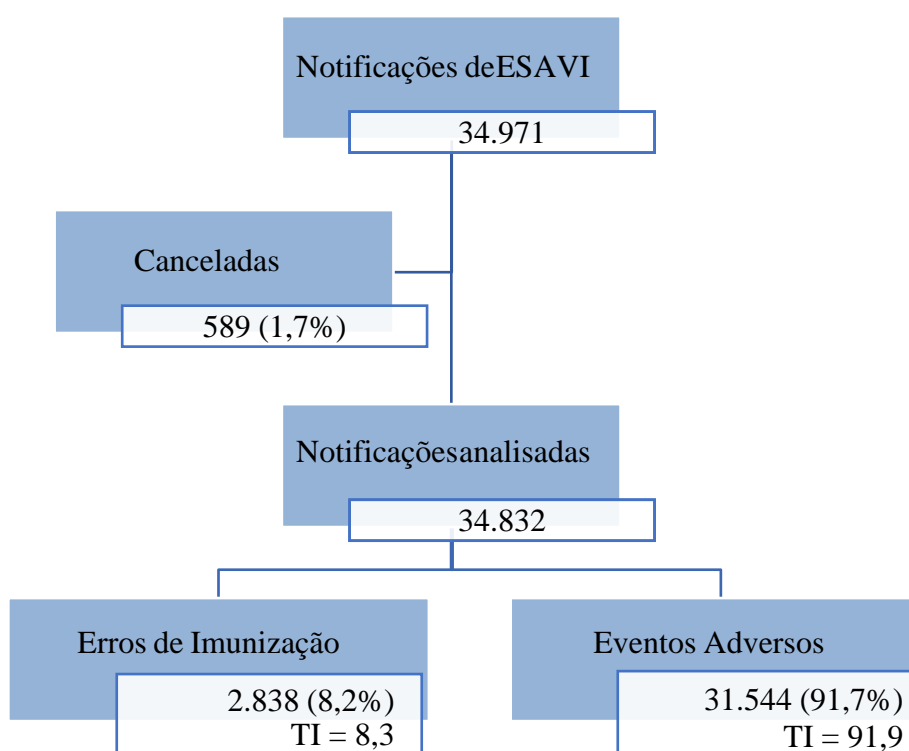 Notificações deESAVI
34.971
Canceladas
589 (1,7%)
Notificaçõesanalisadas
34.832
Erros de Imunização
2.838 (8,2%)
TI = 8,3
Eventos Adversos
31.544 (91,7%)
TI = 91,9